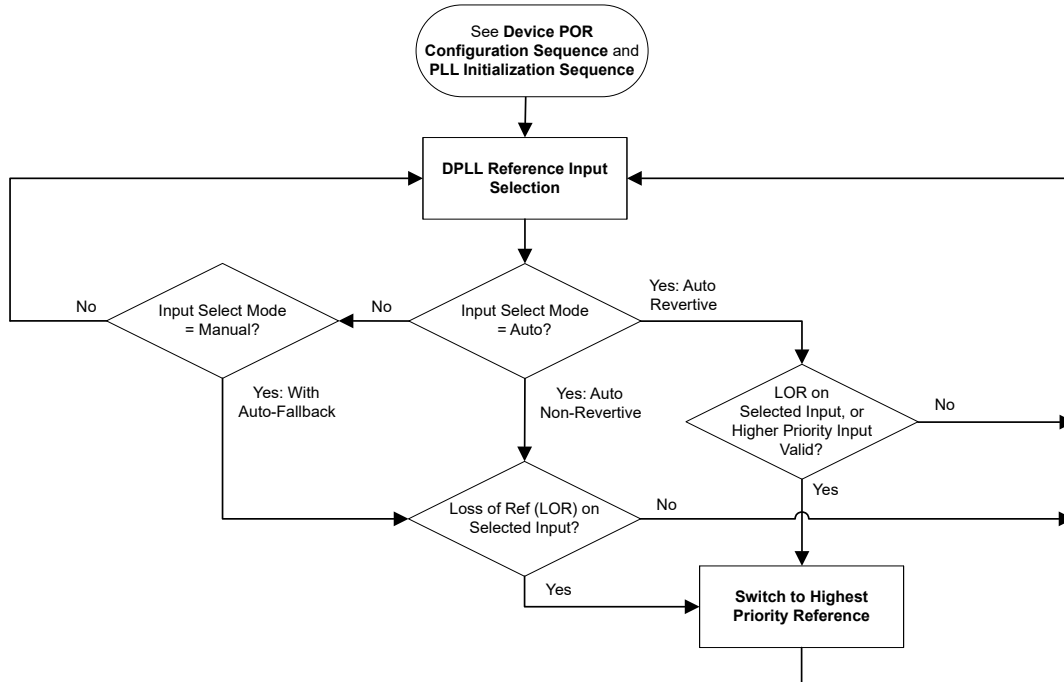 See Device POR
Configuration Sequence and
PLL Initialization Sequence
DPLL Reference Input
Selection
No
Input Select Mode
= Manual?
No
Input Select Mode
= Auto?
Yes: Auto
Revertive
Yes: With
Auto-Fallback
Yes: Auto
Non-Revertive
LOR on
Selected Input, or
Higher Priority Input
Valid?
No
Yes
Loss of Ref (LOR) on
Selected Input?
No
Yes
Switch to Highest
Priority Reference